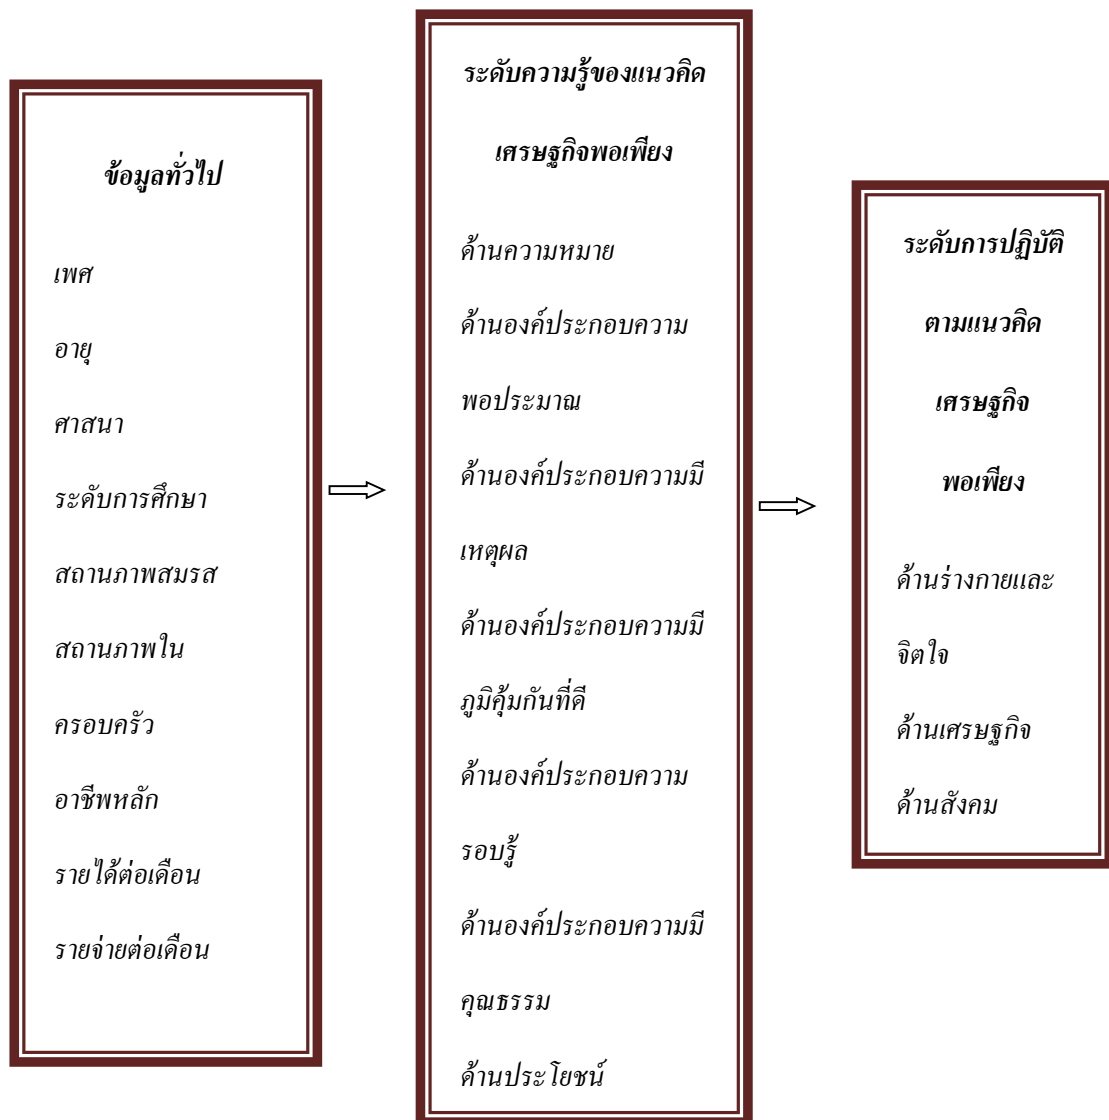 ข้อมูลทั่วไป
เพศ
อายุ
ศาสนา
ระดับการศึกษา
สถานภาพสมรส
สถานภาพใน
ครอบครัว
อาชีพหลัก
รายได้ต่อเดือน
รายจ่ายต่อเดือน
ระดับความรู้ของแนวคิด
เศรษฐกิจพอเพียง
ด้านความหมาย
ด้านองค์ประกอบความ
พอประมาณ
ด้านองค์ประกอบความมี
เหตุผล
ด้านองค์ประกอบความมี
ภูมิคุ้มกันที่ดี
ด้านองค์ประกอบความ
รอบรู้
ด้านองค์ประกอบความมี
คุณธรรม
ด้านประโยชน์
ระดับการปฏิบัติ
ตามแนวคิด
เศรษฐกิจ
พอเพียง
ด้านร่างกายและ
จิตใจ
ด้านเศรษฐกิจ
ด้านสังคม